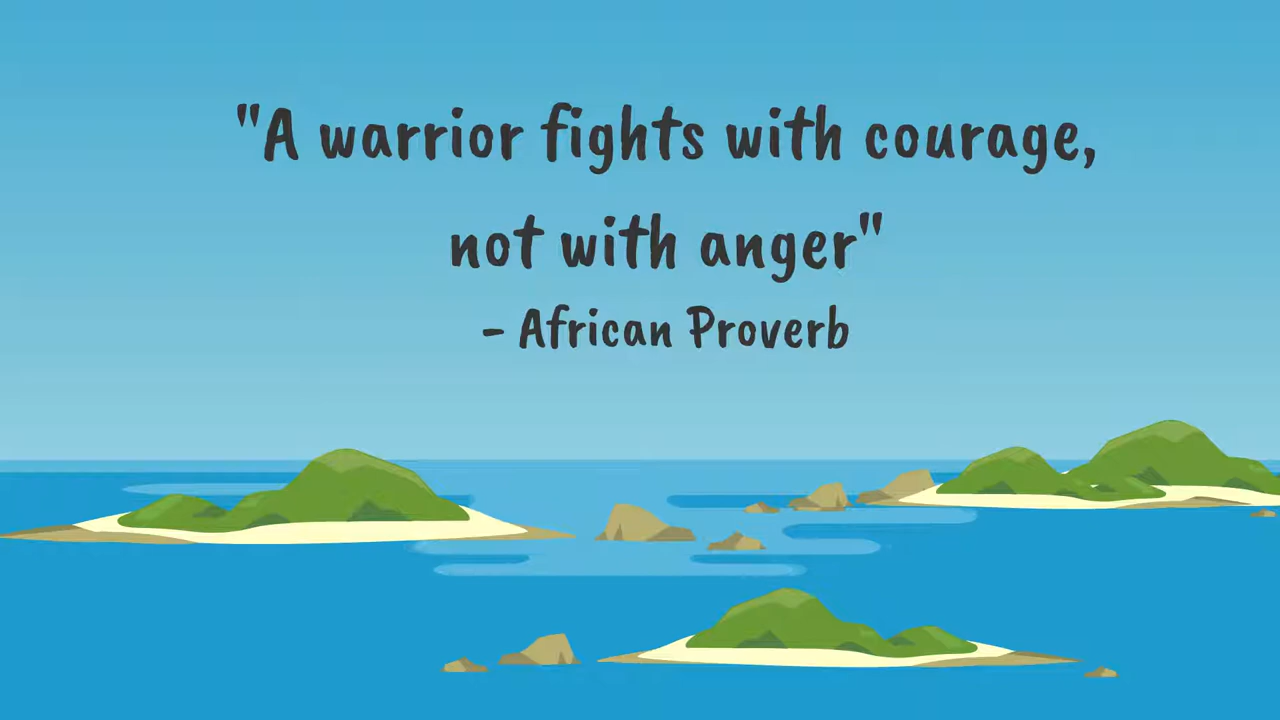 "A warrior fights with courage,
not with anger"
- African Proverb